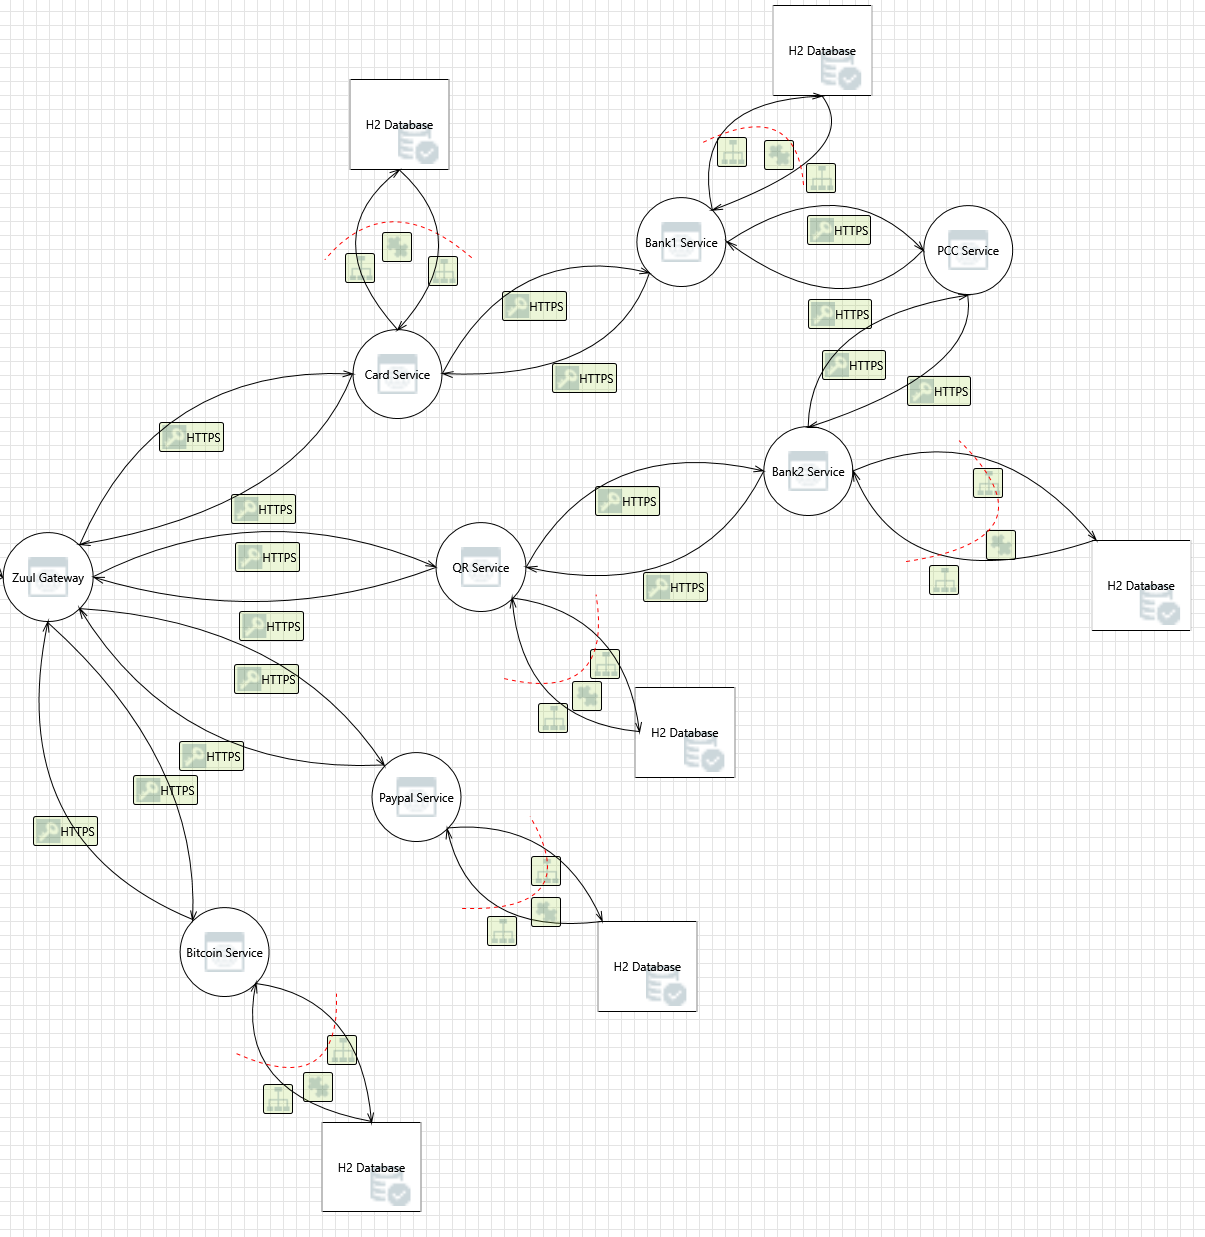 H2 Database
H2 Database
HTTPS
Bank1 Service
PCC Service
HTTPS
HTTPS
HTTPS
Card Service
HTTPS
HTTPS
HTTPS
HTTPS
Bank2 Service
HTTPS
HTTPS
HTTPS
QR Service
Zuul Gateway
HTTPS
H2 Database
HTTPS
HTTPS
H2 Database
HTTPS
HTTPS
Paypal Service
HTTPS
Bitcoin Service
H2 Database
H2 Database